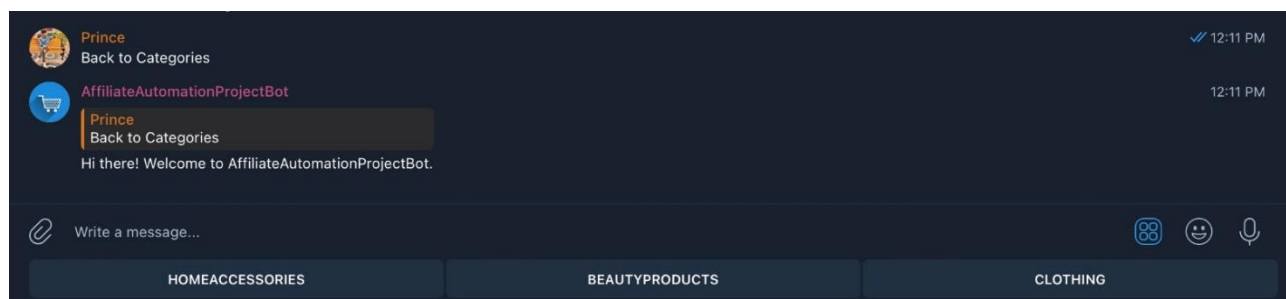 Prince
12:11 PM
Back to Categories
AffiliateAutomationProjectBot
12:11 PM
Prince
Back to Categories
Hi there! Welcome to AffiliateAutomationProjectBot.
Write a message...
HOMEACCESSORIES
BEAUTYPRODUCTS
CLOTHING